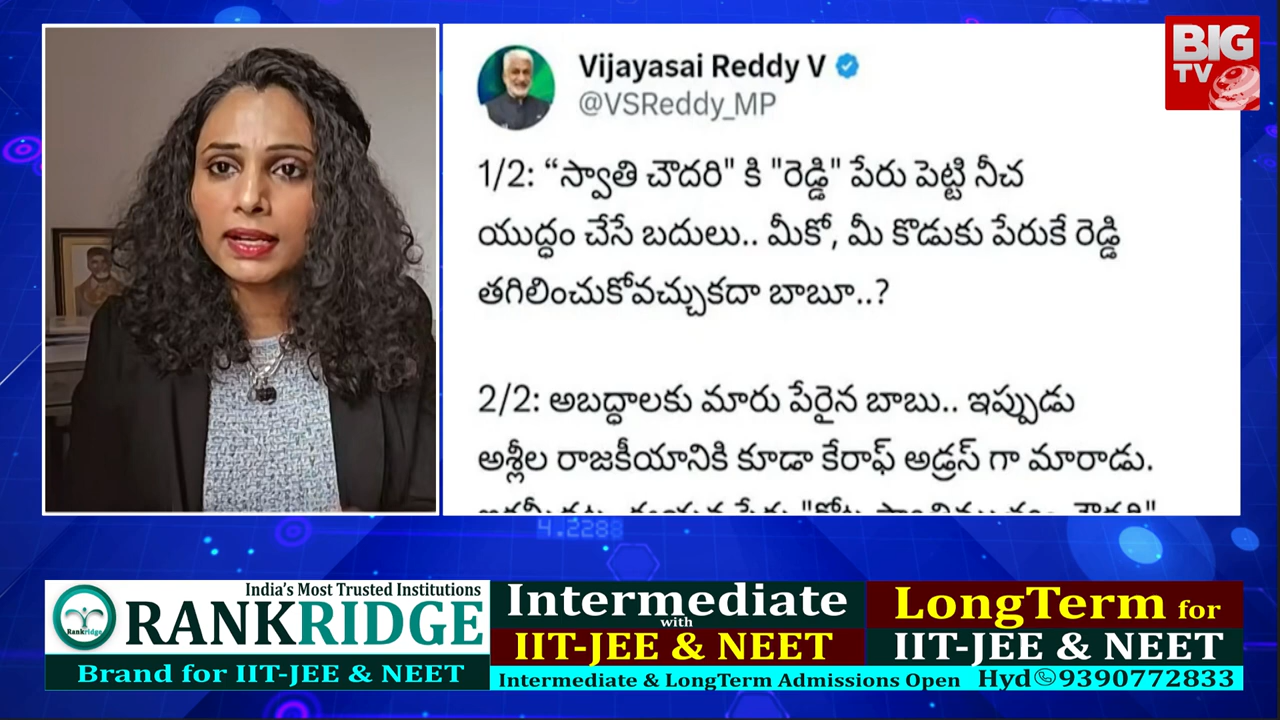 BIG
TV
Vijayasai Reddy V
@VSReddy_MP
1/2: “స్వాతి చౌదరి" కి "రెడ్డి" పేరు పెట్టి నీచ
యుద్ధం చేసే బదులు.. మీకో, మీ కొడుకు పేరుకే రెడ్డి
తగిలించుకోవచ్చుకదా బాబూ..?
2/2: అబద్ధాలకు మారు పేరైన బాబు.. ఇప్పుడు
అశ్లీల రాజకీయానికి కూడా కేరాఫ్ అడ్రస్ గా మారాడు.
4.2288
India's Most Trusted Institutions
Rankridge
RANKRIDGE
Brand for IIT-JEE & NEET
Intermediate
with
IIT-JEE & NEET
LongTerm for
IIT-JEE & NEET
Intermediate & LongTerm Admissions Open Hyd 9390772833